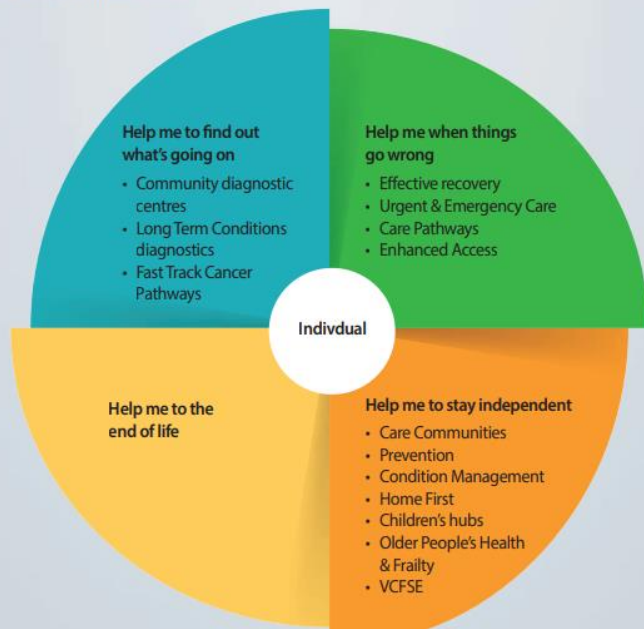 Help me to find out
what's going on
• Community diagnostic
centres
• Long Term Conditions
diagnostics
• Fast Track Cancer
Pathways
Help me when things
go wrong
• Effective recovery
• Urgent & Emergency Care
• Care Pathways
• Enhanced Access
Indivdual
Help me to the
end of life
Help me to stay independent
• Care Communities
• Prevention
• Condition Management
• Home First
• Children's hubs
• Older People's Health
& Frailty
• VCFSE